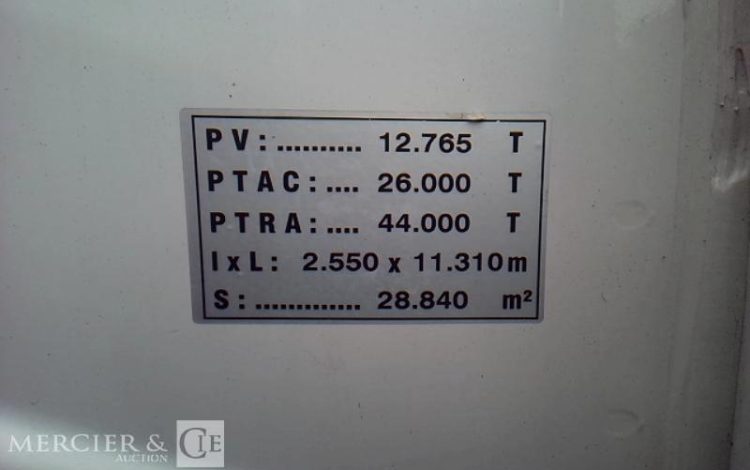 PV:.......... 12.765 T
PTAC:.... 26.000 T
PTRA:.... 44.000 T
lxL: 2.550 x 11.310m
S:............. 28.840 m²
MERCIER & CIE
AUCTION